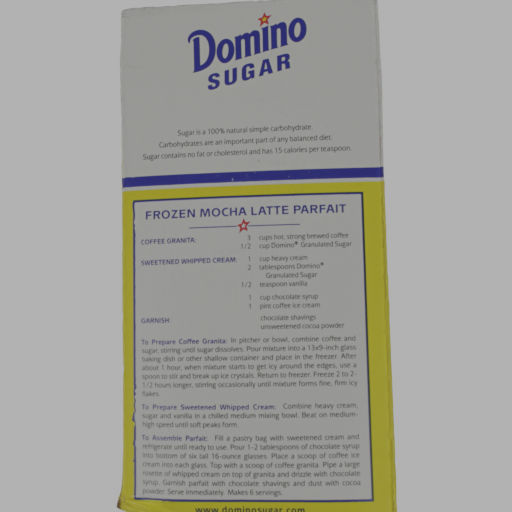 Domino
SUGAR
Sugar is a 100% natural simple carbohydrate.
Carbohydrates are an important part of any balanced diet.
Sugar contains no fat or cholesterol and has 15 calories per teaspoon.
FROZEN MOCHA LATTE PARFAIT
COFFEE GRANITA: 3 cups hot, strong brewed coffee
1/2 cup Domino® Granulated Sugar
SWEETENED WHIPPED CREAM: 1 cup heavy cream
2 tablespoons Domino®
Granulated Sugar
1/2 teaspoon vanilla
1 cup chocolate syrup
1 pint coffee ice cream
GARNISH: chocolate shavings
unsweetened cocoa powder
To Prepare Coffee Granita: In pitcher or bowl, combine coffee and
sugar, stirring until sugar dissolves. Pour mixture into a 13x9-inch glass
baking dish or other shallow container and place in the freezer. After
about 1 hour, when mixture starts to get icy around the edges, use a
spoon to stir and break up ice crystals. Return to freezer. Freeze 2 to 2-
1/2 hours longer, stirring occasionally until mixture forms fine, firm icy
flakes.
To Prepare Sweetened Whipped Cream: Combine heavy cream,
sugar and vanilla in a chilled medium mixing bowl. Beat on medium-
high speed until soft peaks form.
To Assemble Parfait: Fill a pastry bag with sweetened cream and
refrigerate until ready to use. Pour 1-2 tablespoons of chocolate syrup
into bottom of six tall 16-ounce glasses. Place a scoop of coffee ice
cream into each glass. Top with a scoop of coffee granita. Pipe a large
rosette of whipped cream on top of granita and drizzle with chocolate
syrup. Garnish parfait with chocolate shavings and dust with cocoa
powder. Serve immediately. Makes 6 servings.
www.dominosugar.com